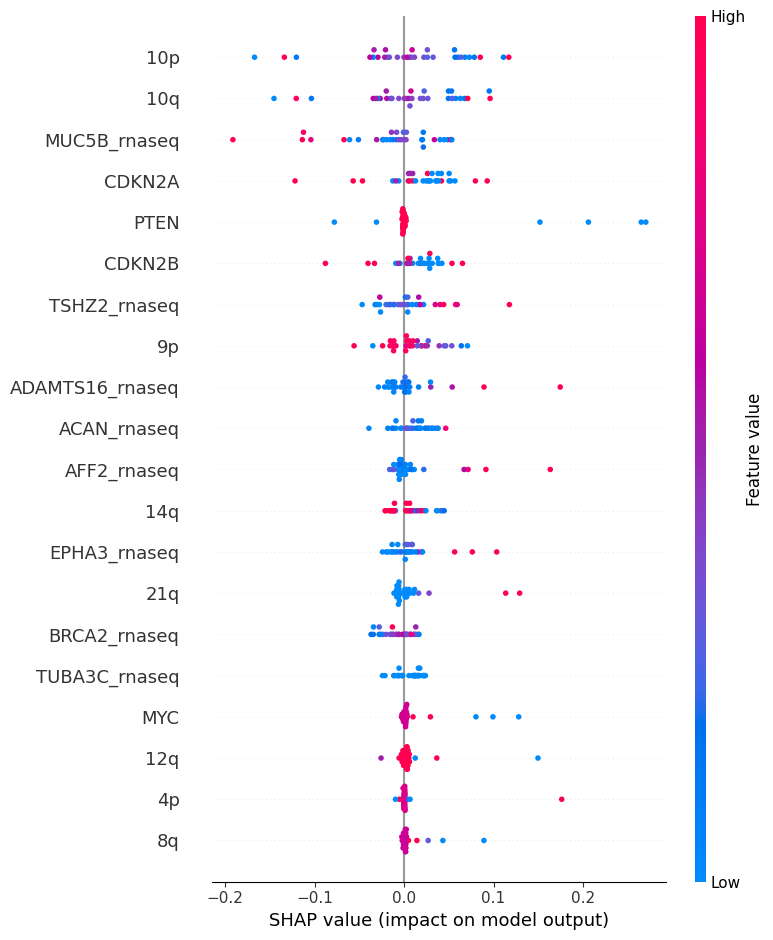 High
10p
10q
MUC5B_rnaseq
CDKN2A
PTEN
CDKN2B
TSHZ2_rnaseq
9p
ADAMTS16_rnaseq
ACAN_rnaseq
AFF2_rnaseq
14q
EPHA3_rnaseq
21q
BRCA2_rnaseq
TUBA3C_rnaseq
MYC
12q
4p
8q
Feature value
Low
−0.2 −0.1 0.0 0.1 0.2
SHAP value (impact on model output)